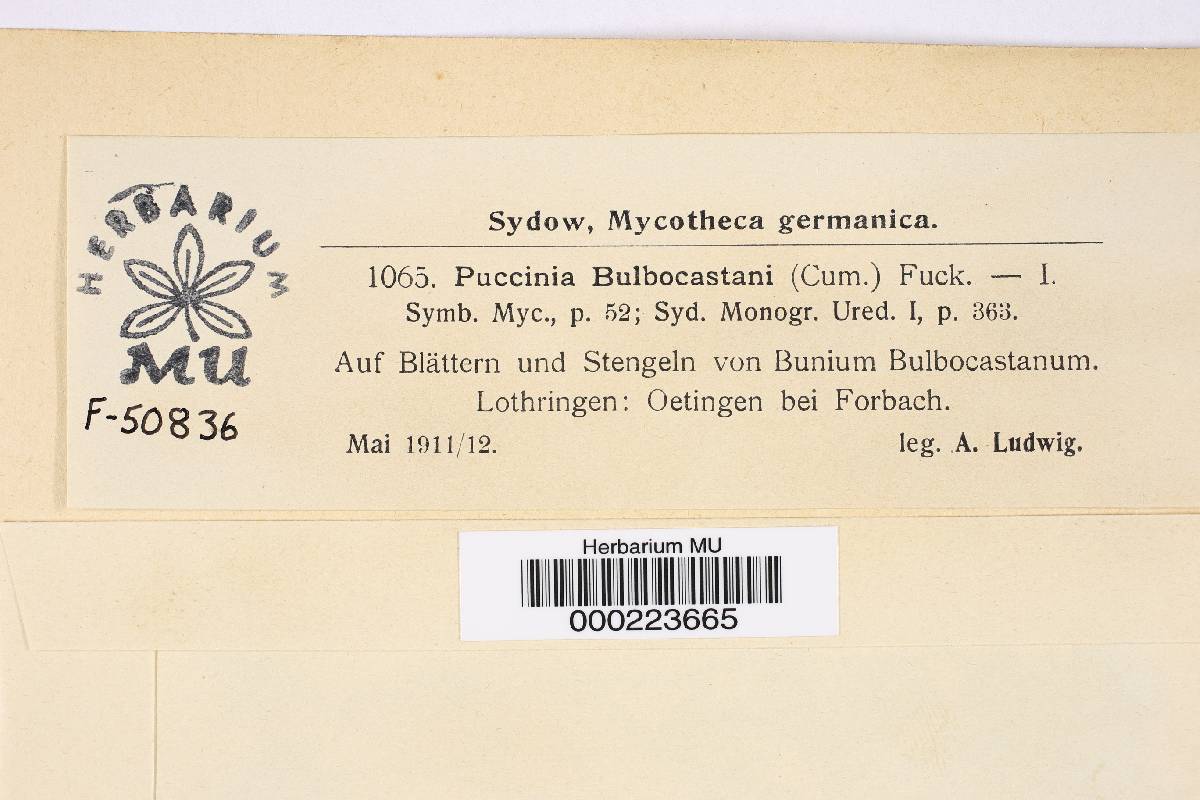 HERBARIUM
MU
F-50836
Sydow, Mycotheca germanica.
1065. Puccinia Bulbocastani (Cum.) Fuck. — I.
Symb. Myc., p. 52; Syd. Monogr. Ured. I, p. 363.
Auf Blättern und Stengeln von Bunium Bulbocastanum.
Lothringen: Oetingen bei Forbach.
Mai 1911/12. leg. A. Ludwig.
Herbarium MU
000223665